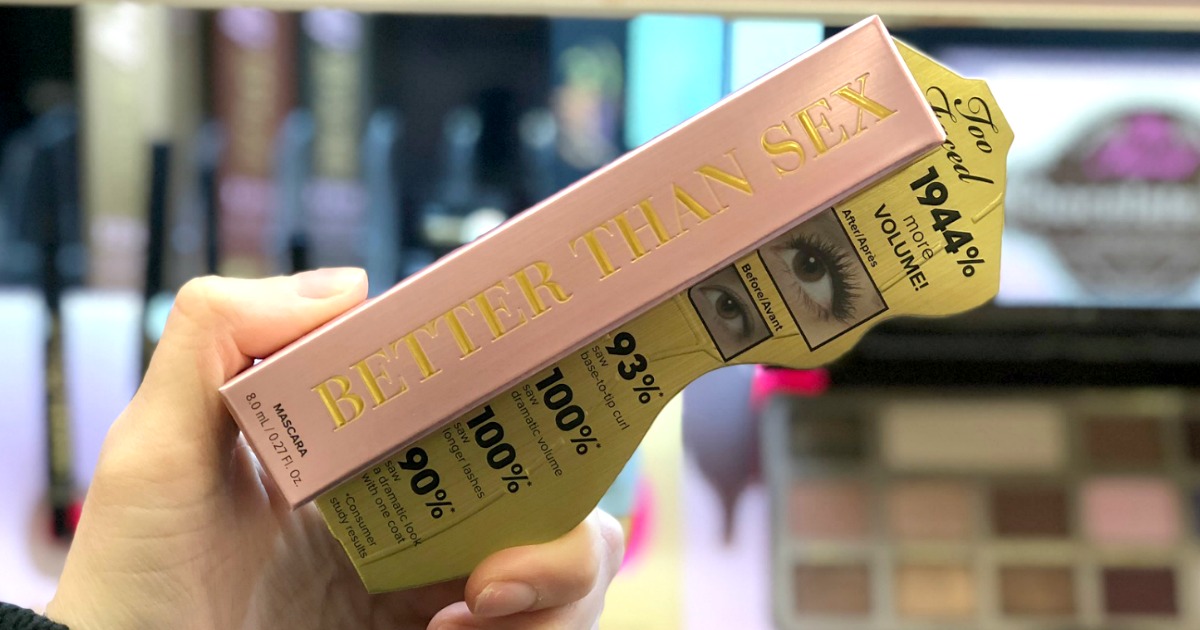 BETTER THAN SEX
MASCARA
8.0 mL / 0.27 Fl. Oz.
Too
Faced
1944%
more
VOLUME!
After/Après
Before/Avant
93%*
saw
base-to-tip curl
100%*
saw
dramatic volume
100%*
saw
longer lashes
90%*
saw
a dramatic look
with one coat
*Consumer
study results